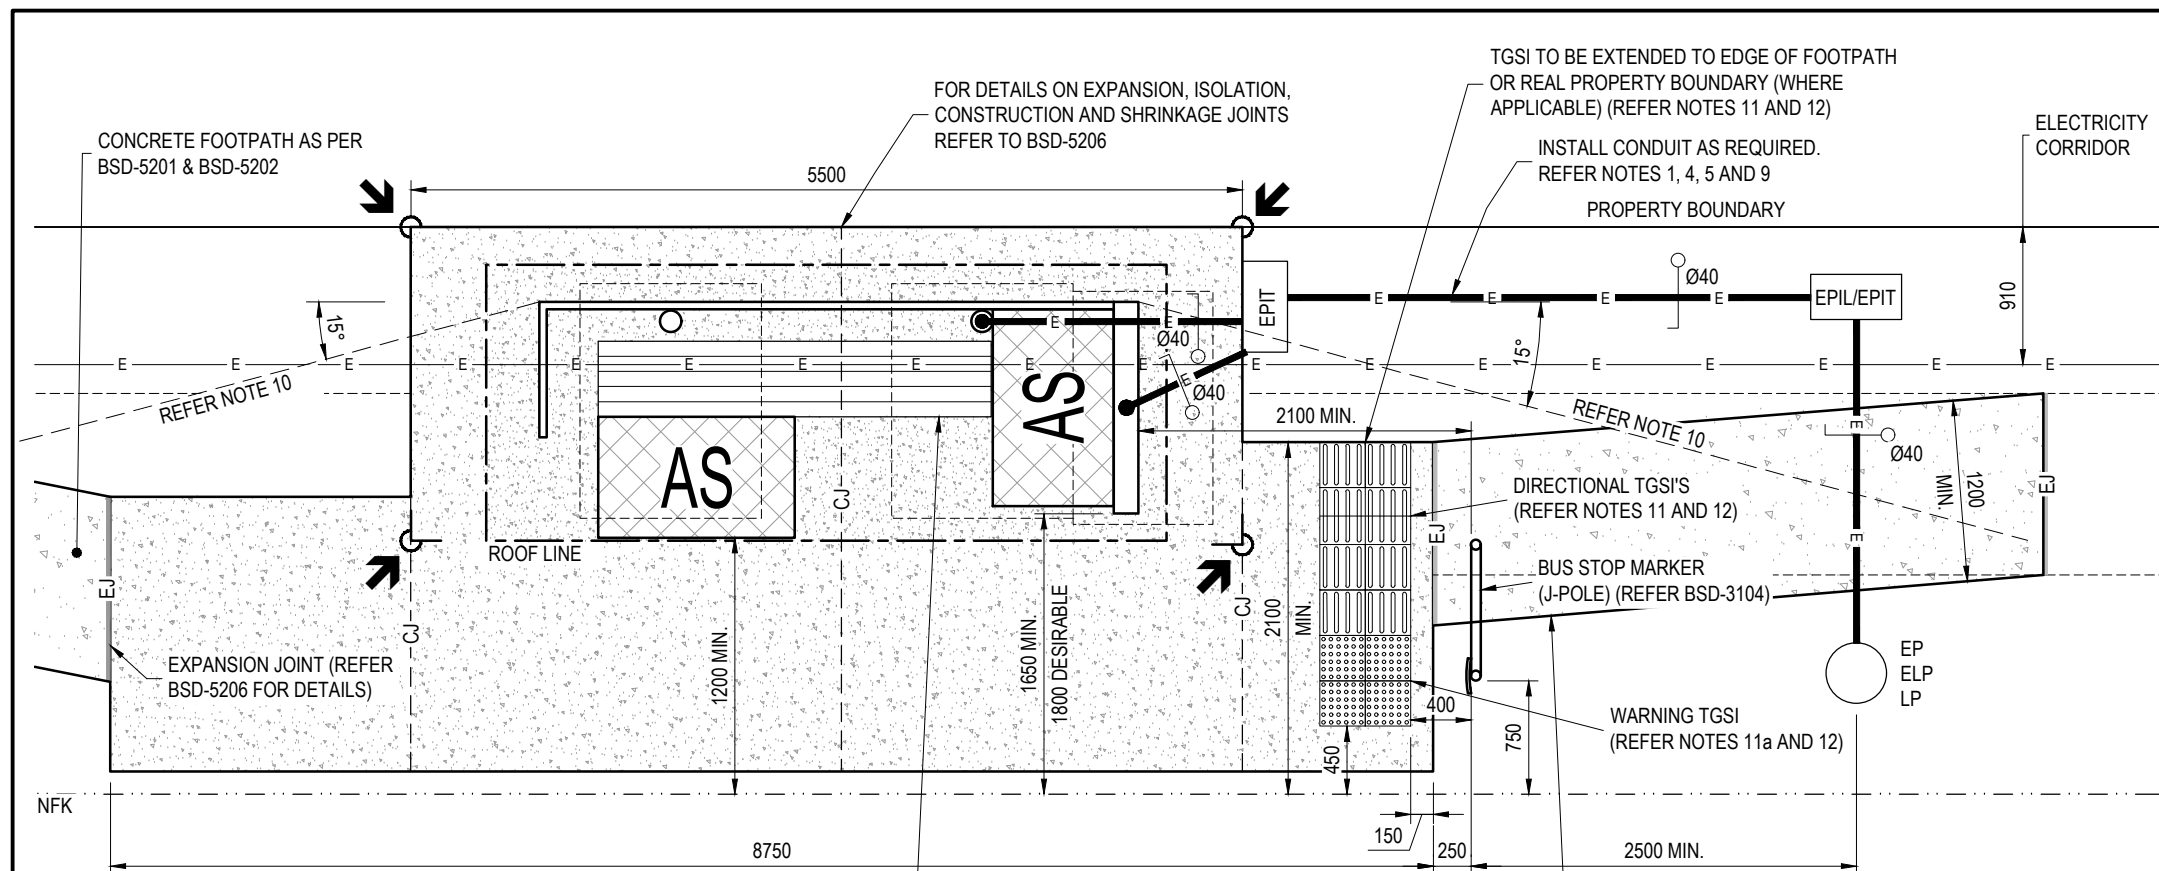 TGSI TO BE EXTENDED TO EDGE OF FOOTPATH
OR REAL PROPERTY BOUNDARY (WHERE
APPLICABLE) (REFER NOTES 11 AND 12)
FOR DETAILS ON EXPANSION, ISOLATION,
CONSTRUCTION AND SHRINKAGE JOINTS
REFER TO BSD-5206
CONCRETE FOOTPATH AS PER
BSD-5201 & BSD-5202
ELECTRICITY
CORRIDOR
INSTALL CONDUIT AS REQUIRED.
REFER NOTES 1, 4, 5 AND 9
5500
PROPERTY BOUNDARY
Ø40
910
EPIT
E E E E
EPIL/EPIT
15°
E E
Ø40
15°
E E E E E E E E E E E E E E E E E E
E
Ø40
REFER NOTE 10
AS
AS
2100 MIN.
REFER NOTE 10
E
Ø40
1200
MIN.
EJ
DIRECTIONAL TGSI'S
(REFER NOTES 11 AND 12)
CJ
EJ
E
ROOF LINE
BUS STOP MARKER
(J-POLE) (REFER BSD-3104)
EJ
CJ
CJ
2100
MIN.
1200 MIN.
1650 MIN.
1800 DESIRABLE
EXPANSION JOINT (REFER
BSD-5206 FOR DETAILS)
EP
ELP
LP
400
WARNING TGSI
(REFER NOTES 11a AND 12)
750
450
NFK
150
8750
250
2500 MIN.